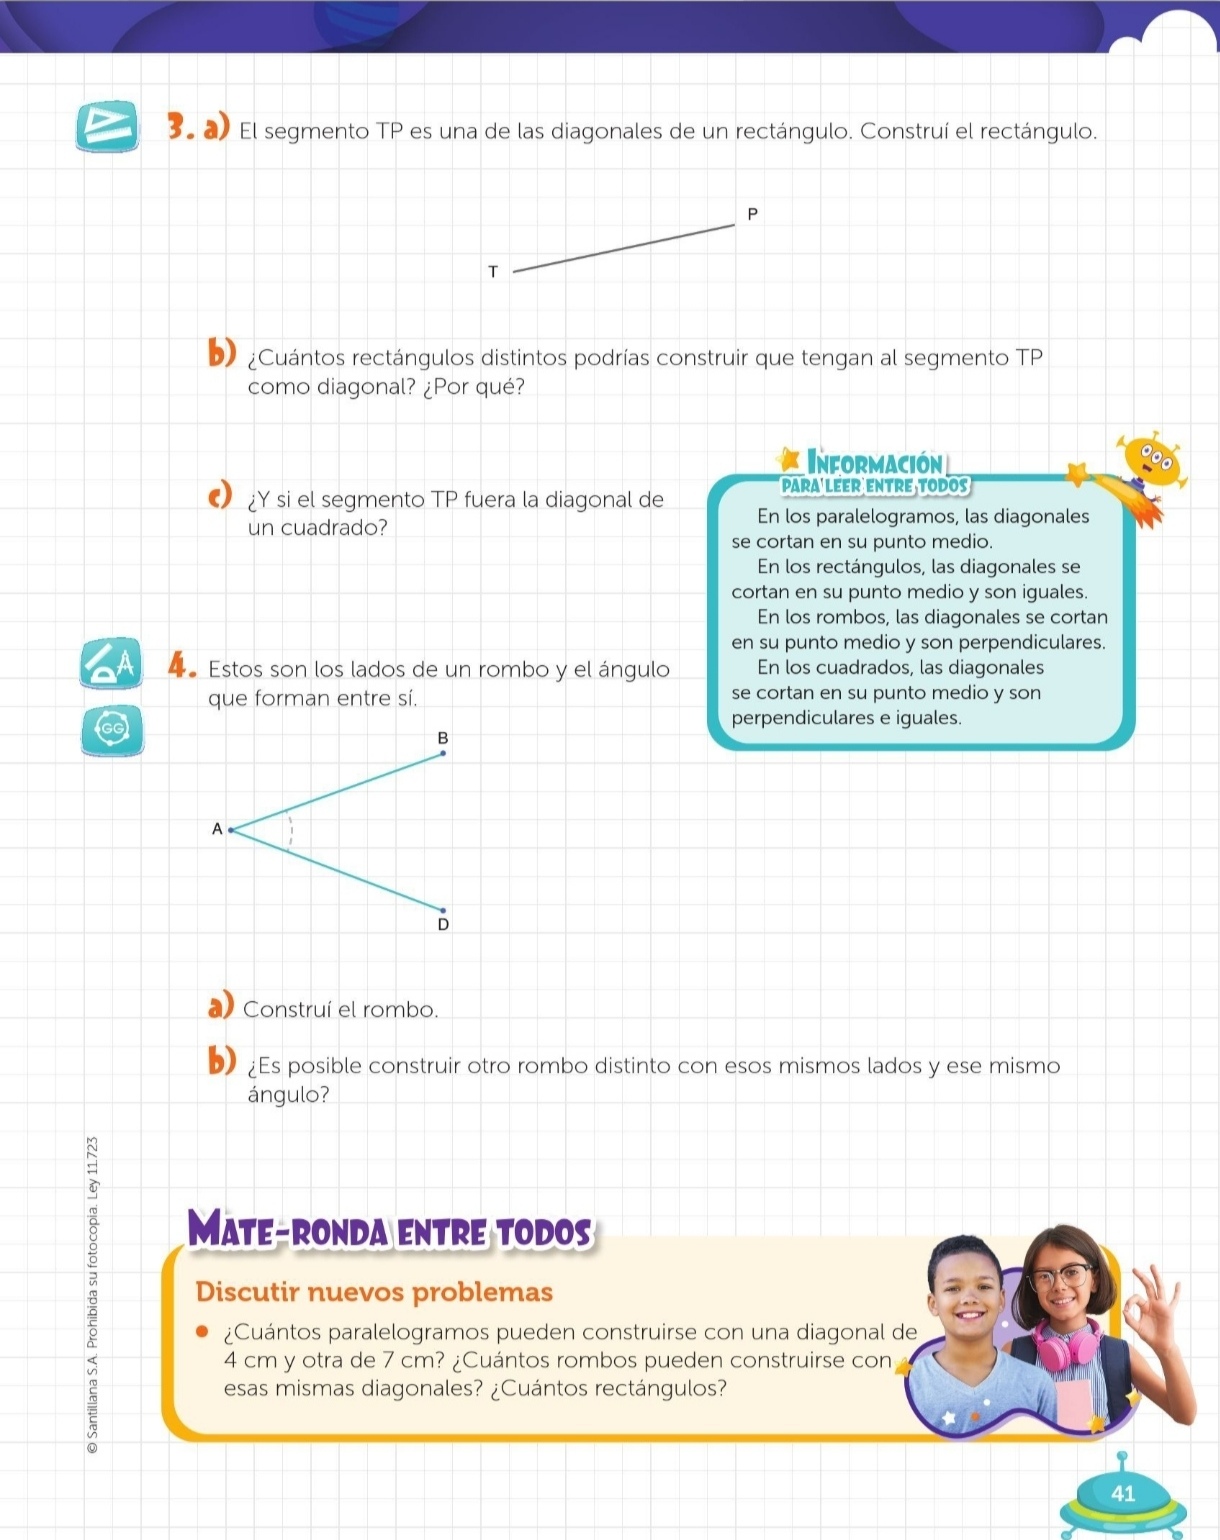 3. a) El segmento TP es una de las diagonales de un rectángulo. Construí el rectángulo.
P
T
b) ¿Cuántos rectángulos distintos podrías construir que tengan al segmento TP
como diagonal? ¿Por qué?
c) ¿Y si el segmento TP fuera la diagonal de
un cuadrado?
INFORMACIÓN
PARA LEER ENTRE TODOS
En los paralelogramos, las diagonales
se cortan en su punto medio.
En los rectángulos, las diagonales se
cortan en su punto medio y son iguales.
En los rombos, las diagonales se cortan
en su punto medio y son perpendiculares.
En los cuadrados, las diagonales
se cortan en su punto medio y son
perpendiculares e iguales.
4. Estos son los lados de un rombo y el ángulo
que forman entre sí.
GG
B
A
D
a) Construí el rombo.
b) ¿Es posible construir otro rombo distinto con esos mismos lados y ese mismo
ángulo?
© Santillana S.A. Prohibida su fotocopia. Ley 11.723
MATE-RONDA ENTRE TODOS
Discutir nuevos problemas
● ¿Cuántos paralelogramos pueden construirse con una diagonal de
4 cm y otra de 7 cm? ¿Cuántos rombos pueden construirse con
esas mismas diagonales? ¿Cuántos rectángulos?
41